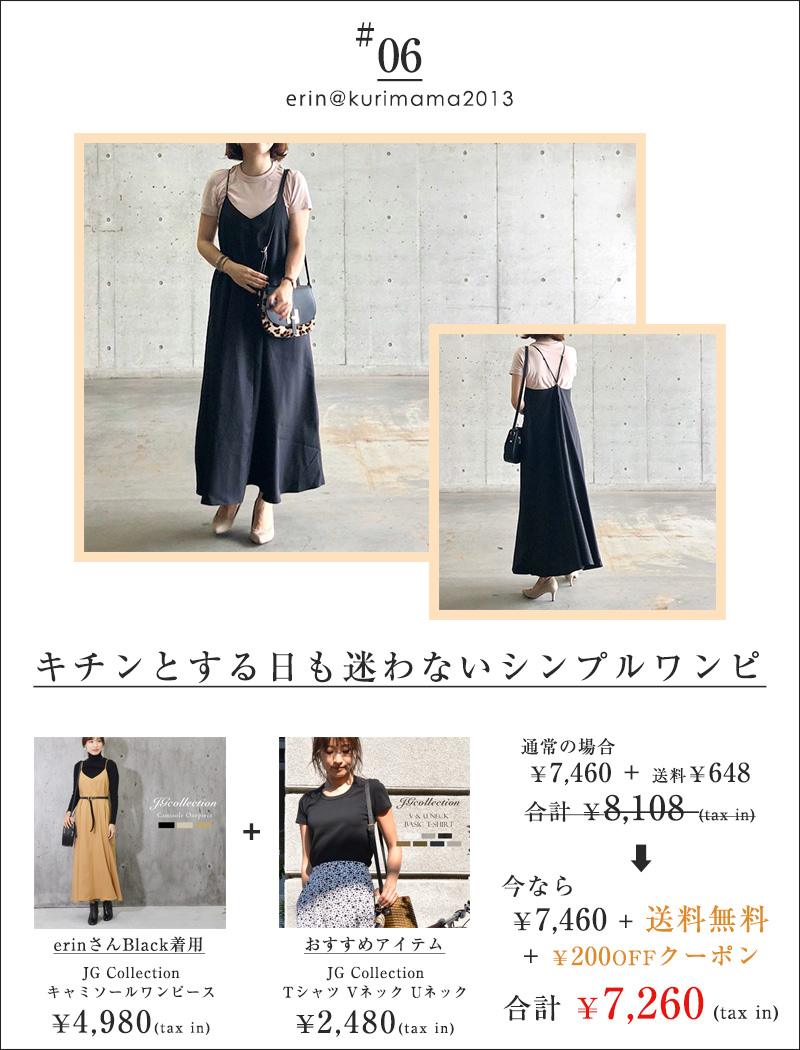 #06
erin@kurimama2013
キチンとする日も迷わないシンプルワンピ
JGcollection
Camisole Onepiece
erinさんBlack着用
JG Collection
キャミソールワンピース
¥4,980(tax in)
+
JGcollection
V & U NECK
BASIC T-SHIRT
おすすめアイテム
JG Collection
Tシャツ Vネック Uネック
¥2,480(tax in)
通常の場合
¥7,460 + 送料¥648
合計 ¥8,108 (tax in)
今なら
¥7,460 + 送料無料
+ ¥200OFFクーポン
合計 ¥7,260 (tax in)